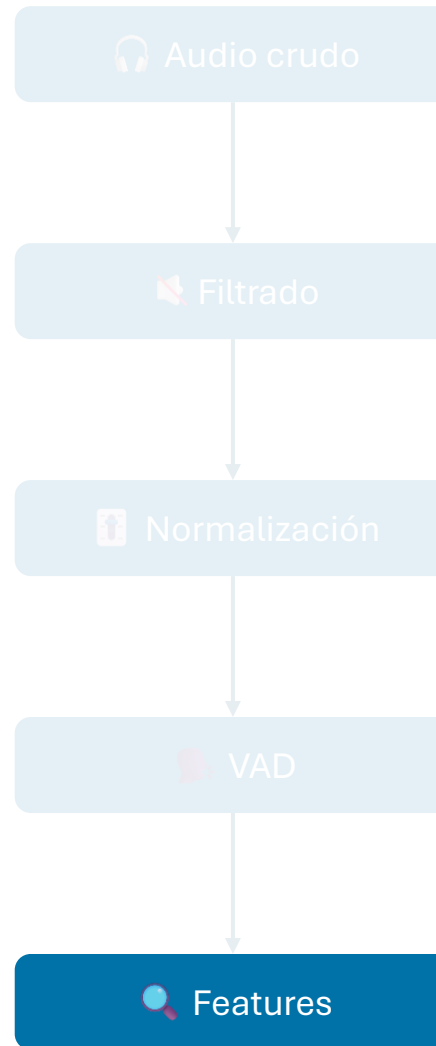 🎧 Audio crudo
🔇 Filtrado
🎚 Normalización
🗣 VAD
🔍 Features